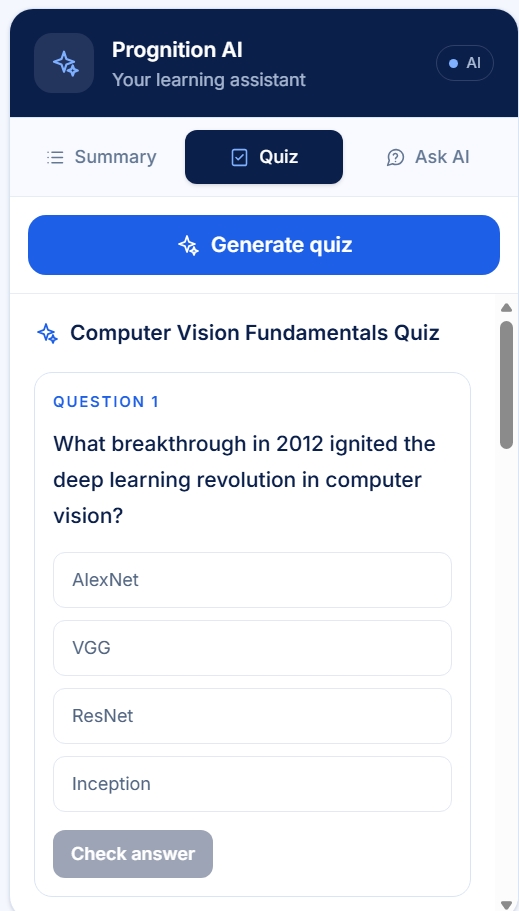 Prognition AI
Your learning assistant
AI
Summary
Quiz
Ask AI
Generate quiz
Computer Vision Fundamentals Quiz
QUESTION 1
What breakthrough in 2012 ignited the
deep learning revolution in computer
vision?
AlexNet
VGG
ResNet
Inception
Check answer